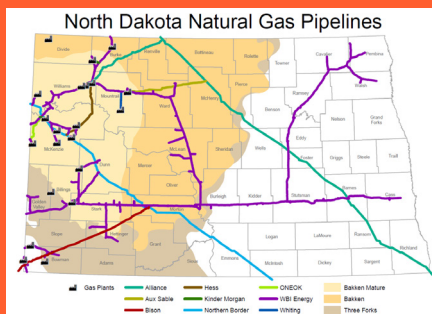 North Dakota Natural Gas Pipelines
Divide
Burke
Renville
Bottineau
Rolette
Towner
Cavalier
Pembina
Williams
Mountrail
Ward
McHenry
Pierce
Benson
Ramsey
Walsh
Nelson
Grand Forks
McKenzie
McLean
Sheridan
Wells
Eddy
Foster
Griggs
Steele
Traill
Dunn
Mercer
Oliver
Billings
Golden Valley
Stark
Burleigh
Kidder
Stutsman
Barnes
Cass
Slope
Hettinger
Grant
Emmons
Logan
LaMoure
Ransom
Richland
Bowman
Adams
Sioux
McIntosh
Dickey
Sargent
Gas Plants
Alliance
Hess
ONEOK
Bakken Mature
Aux Sable
Kinder Morgan
WBI Energy
Bakken
Bison
Northern Border
Whiting
Three Forks